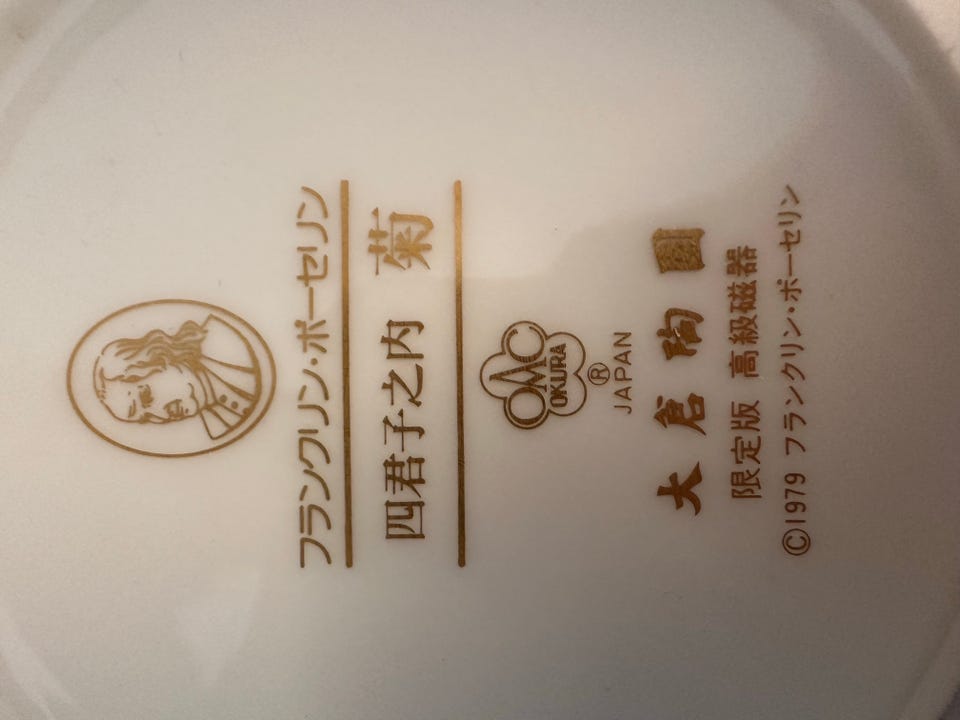 フランクリン・ポーセリン
四君子之内 菊
OAC
OKURA
®
JAPAN
大倉陶
限定版 高級磁器
©1979 フランクリン・ポーセリン